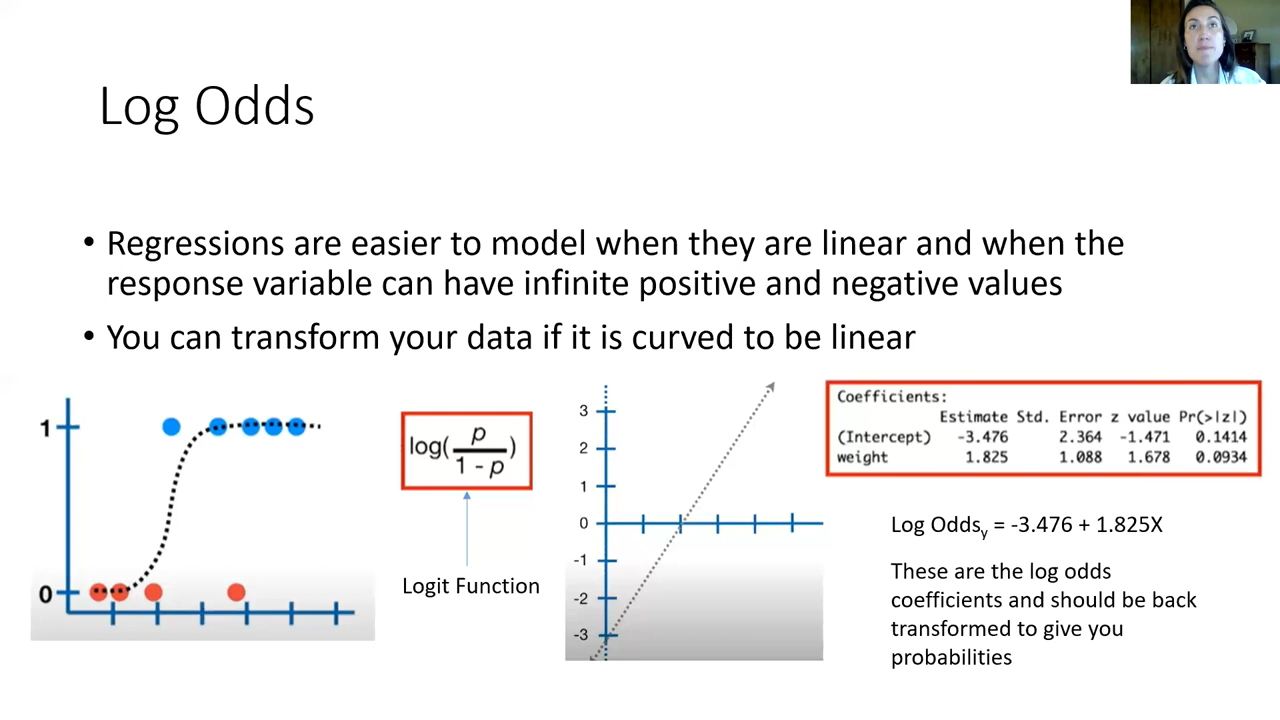 Log Odds
• Regressions are easier to model when they are linear and when the
response variable can have infinite positive and negative values
• You can transform your data if it is curved to be linear
1
0
log(p/1 - p)
Logit Function
3
2
1
0
-1
-2
-3
Coefficients:
Estimate Std. Error z value Pr(>|z|)
(Intercept) -3.476 2.364 -1.471 0.1414
weight 1.825 1.088 1.678 0.0934
Log Oddsy = -3.476 + 1.825X
These are the log odds
coefficients and should be back
transformed to give you
probabilities